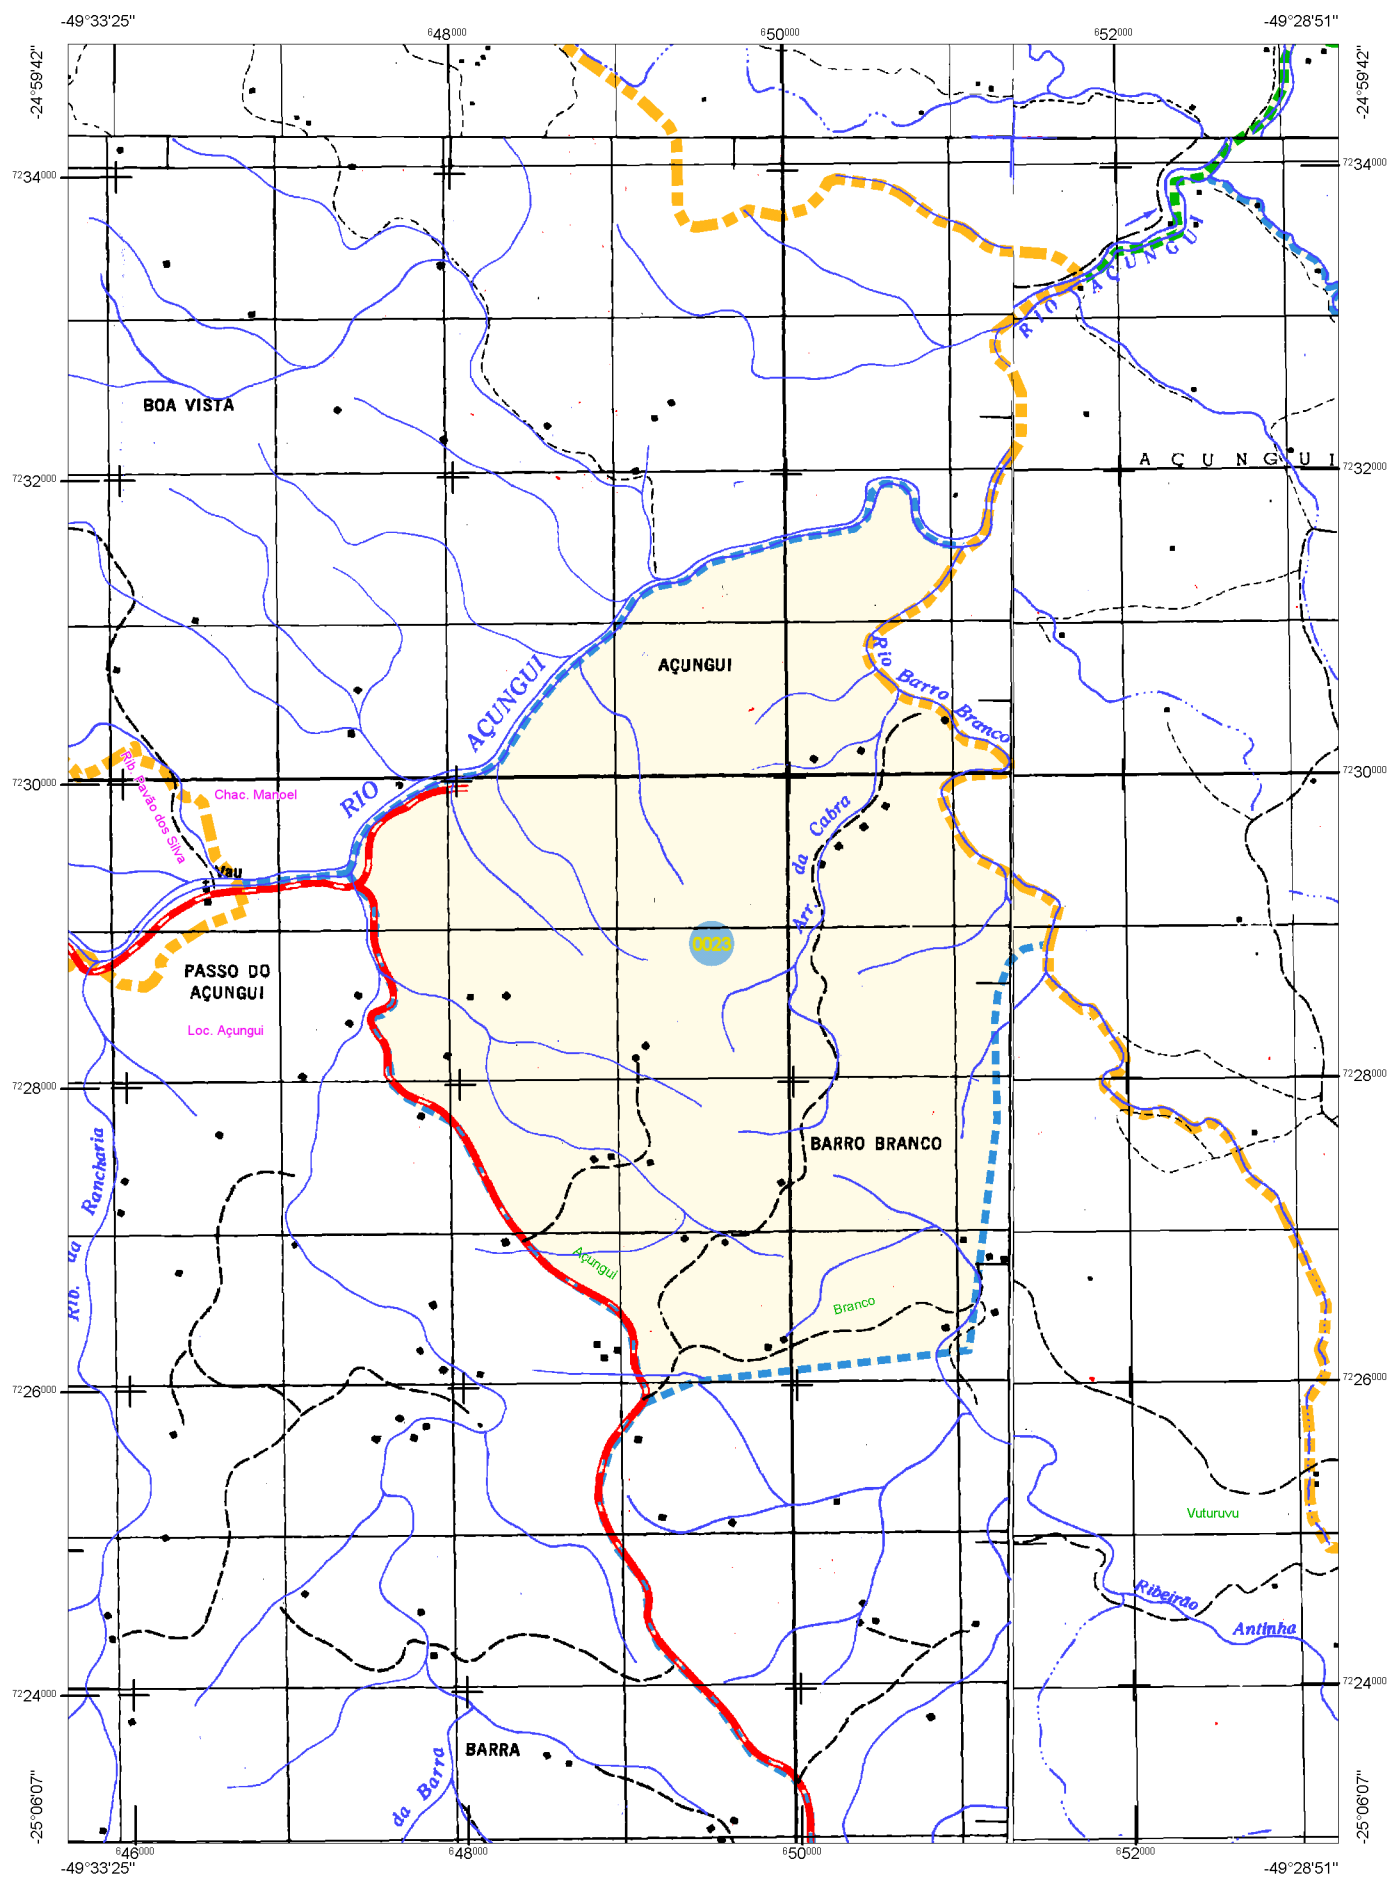 -49°33'25"
-49°28'51"
648000
650000
652000
-24°59'42"
-24°59'42"
7234000
7234000
RIO AÇUNGUI
BOA VISTA
AÇUNGUI
7232000
7232000
AÇUNGUI
Rio Barro Branco
RIO AÇUNGUI
7230000
7230000
Rib. Pavão dos Silva
Chac. Manoel
Arr. da Cabra
Vau
0023
PASSO DO
AÇUNGUI
Loc. Açungui
7228000
7228000
BARRO BRANCO
Rib. da Rancharia
Açungui
Branco
7226000
7226000
Vuturuvu
Ribeirão Antinha
7224000
7224000
BARRA
da Barra
-25°06'07"
-25°06'07"
646000
648000
650000
652000
-49°33'25"
-49°28'51"